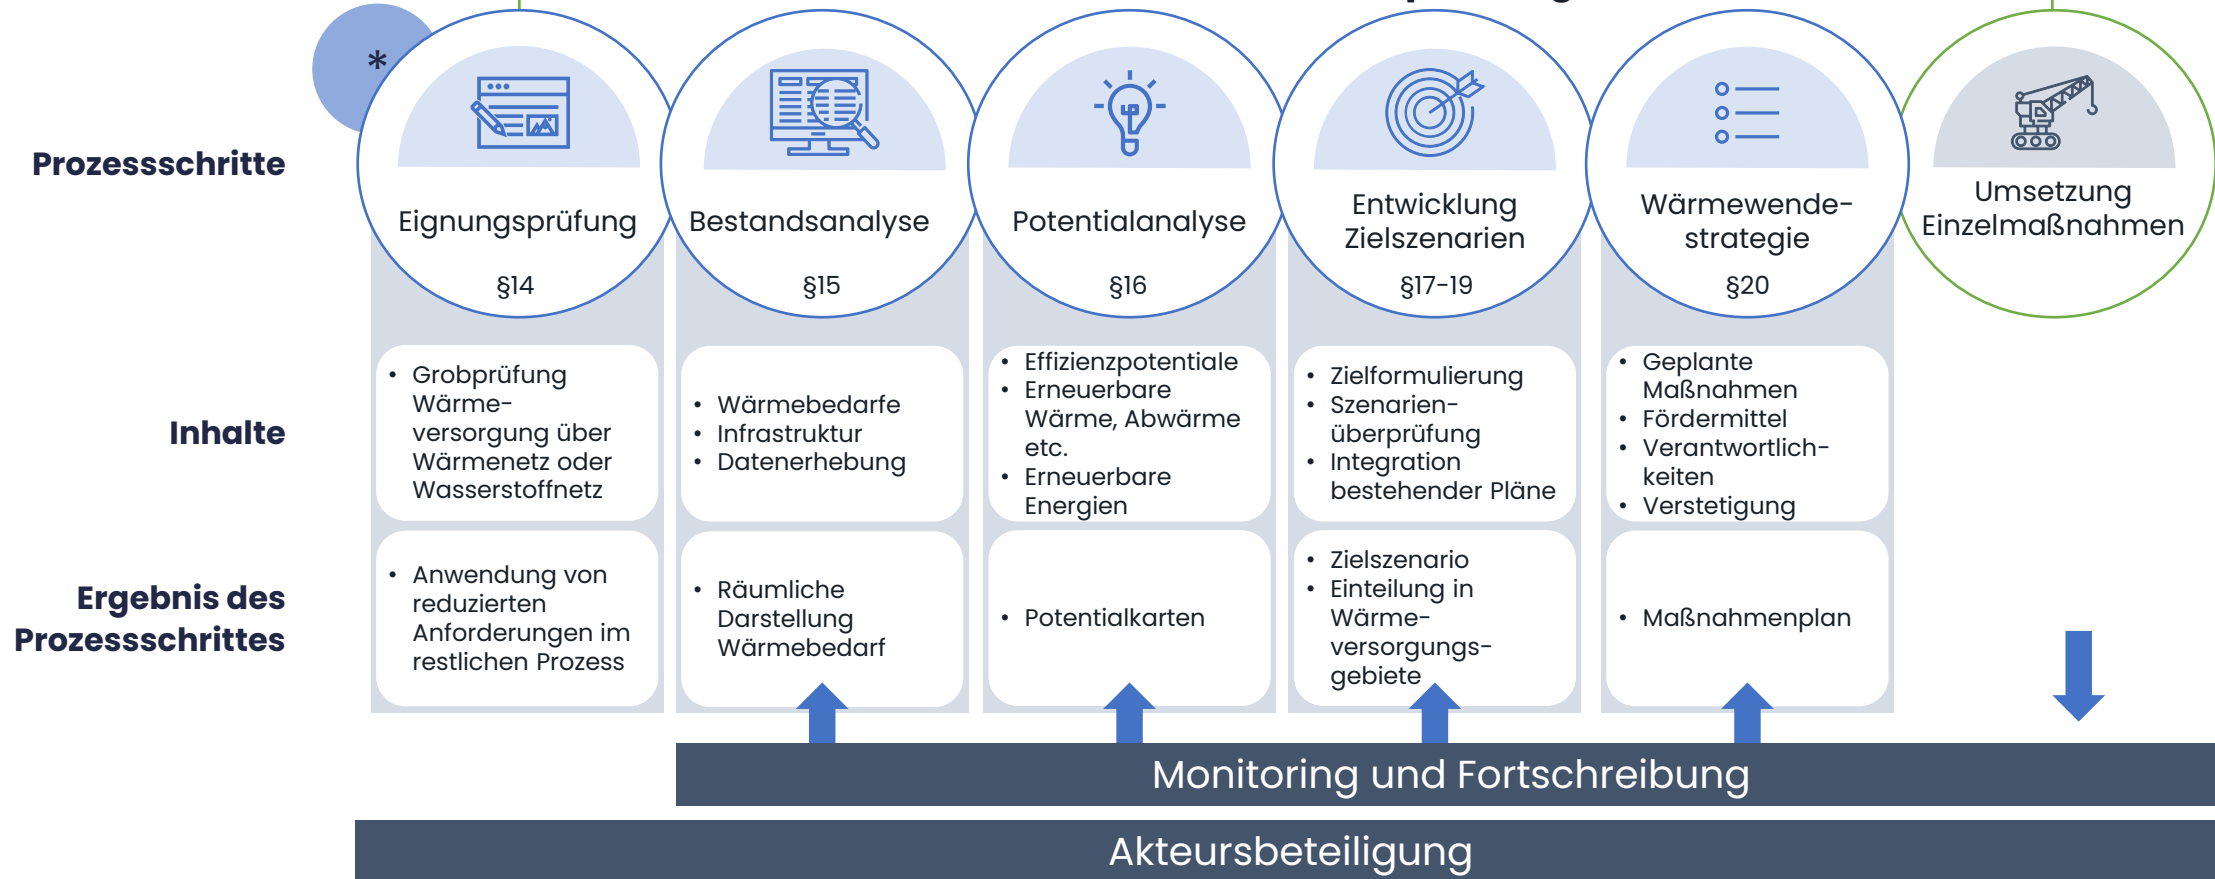 *
Prozessschritte
Eignungsprüfung
§14
Bestandsanalyse
§15
Potentialanalyse
§16
Entwicklung
Zielszenarien
§17-19
Wärmewende-
strategie
§20
Umsetzung
Einzelmaßnahmen
Inhalte
• Grobprüfung
Wärme-
versorgung über
Wärmenetz oder
Wasserstoffnetz
• Wärmebedarfe
• Infrastruktur
• Datenerhebung
• Effizienzpotentiale
• Erneuerbare
Wärme, Abwärme
etc.
• Erneuerbare
Energien
• Zielformulierung
• Szenarien-
überprüfung
• Integration
bestehender Pläne
• Geplante
Maßnahmen
• Fördermittel
• Verantwortlich-
keiten
• Verstetigung
Ergebnis des
Prozessschrittes
• Anwendung von
reduzierten
Anforderungen im
restlichen Prozess
• Räumliche
Darstellung
Wärmebedarf
• Potentialkarten
• Zielszenario
• Einteilung in
Wärme-
versorgungs-
gebiete
• Maßnahmenplan
Monitoring und Fortschreibung
Akteursbeteiligung